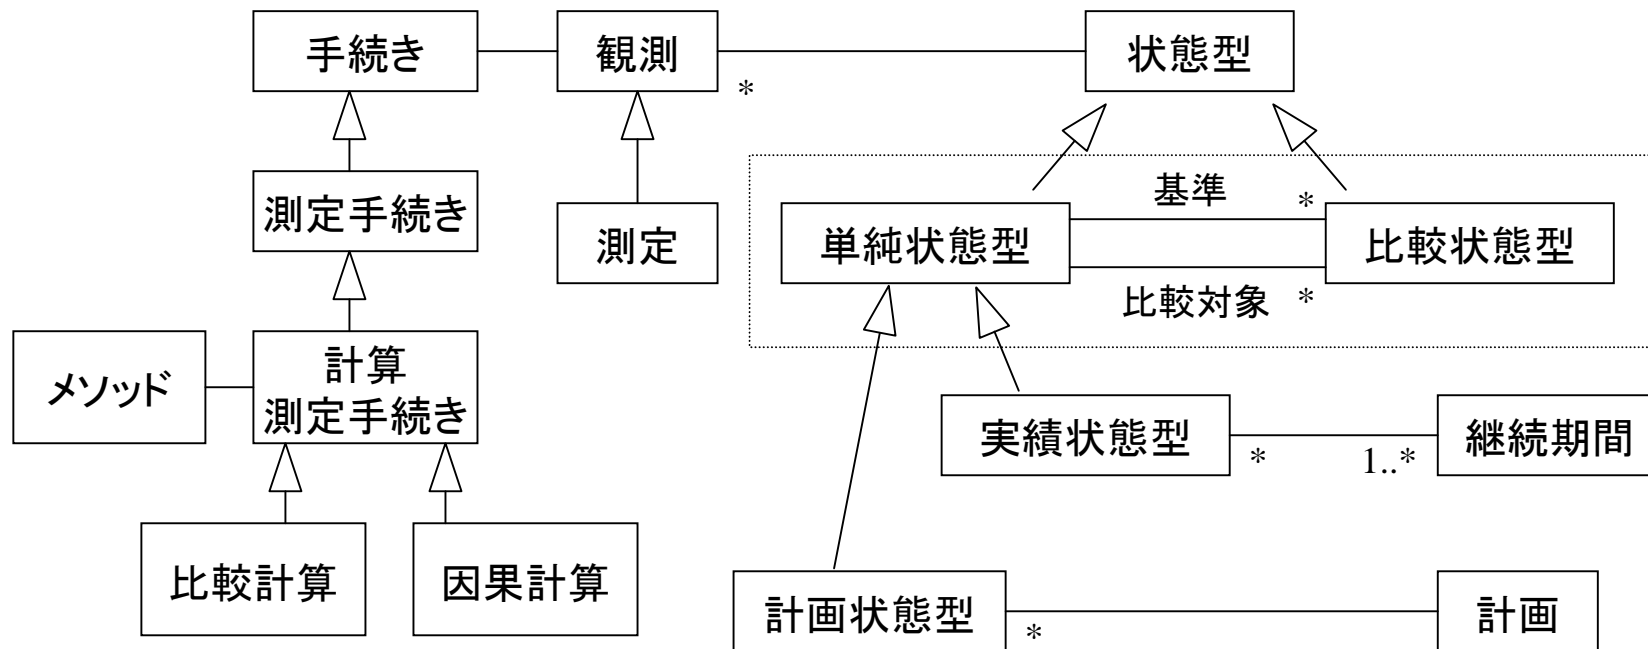 手続き
観測
*
状態型
測定手続き
測定
基準
*
単純状態型
比較状態型
比較対象
*
メソッド
計算
測定手続き
実績状態型
*
1..*
継続期間
比較計算
因果計算
計画状態型
*
計画